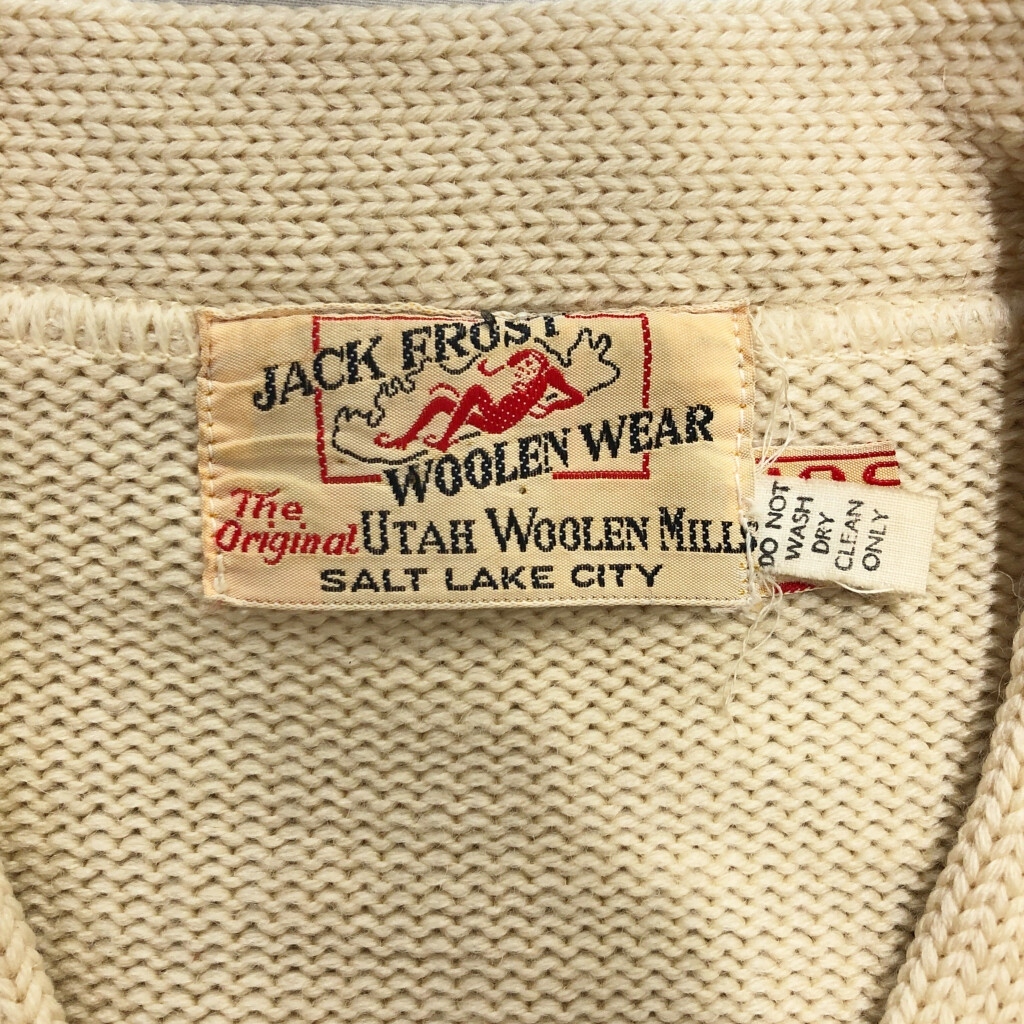 JACK FROST
WOOLEN WEAR
The Original UTAH WOOLEN MILLS
SALT LAKE CITY
DO NOT
WASH
DRY
CLEAN
ONLY